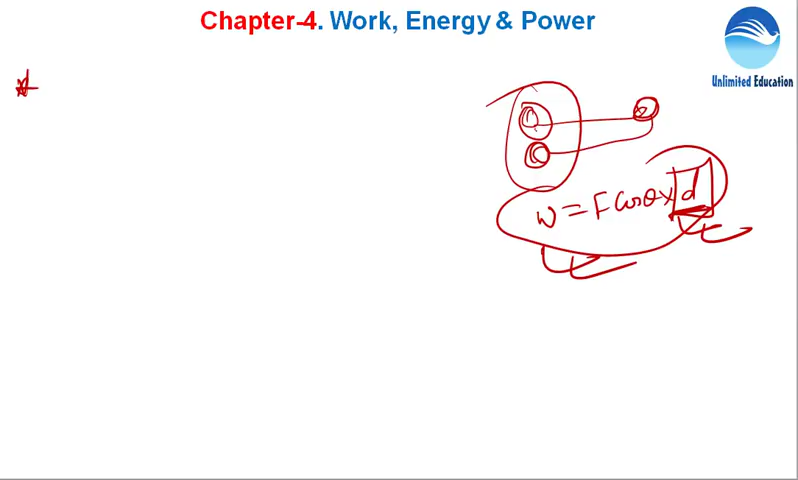 Chapter-4. Work, Energy & Power
Unlimited Education
W = F cosθ x d